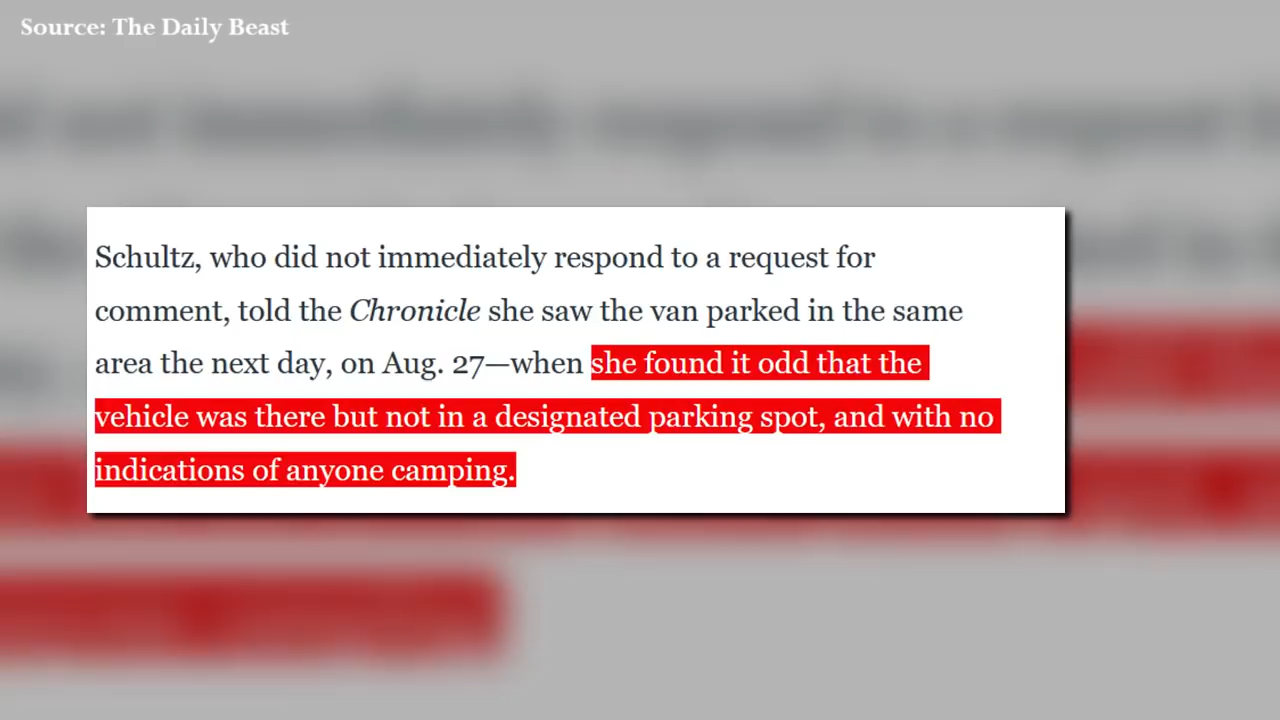 Source: The Daily Beast
Schultz, who did not immediately respond to a request for
comment, told the Chronicle she saw the van parked in the same
area the next day, on Aug. 27—when she found it odd that the
vehicle was there but not in a designated parking spot, and with no
indications of anyone camping.